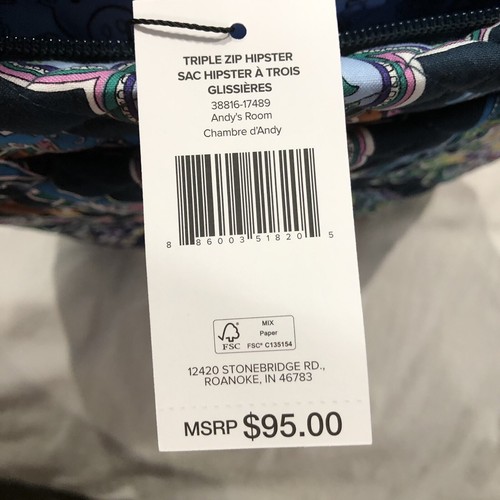 TRIPLE ZIP HIPSTER
SAC HIPSTER À TROIS
GLISSIÈRES
38816-17489
Andy's Room
Chambre d'Andy
8 86003 51820 5
MIX
Paper
FSC
FSC® C135154
12420 STONEBRIDGE RD.,
ROANOKE, IN 46783
MSRP $95.00